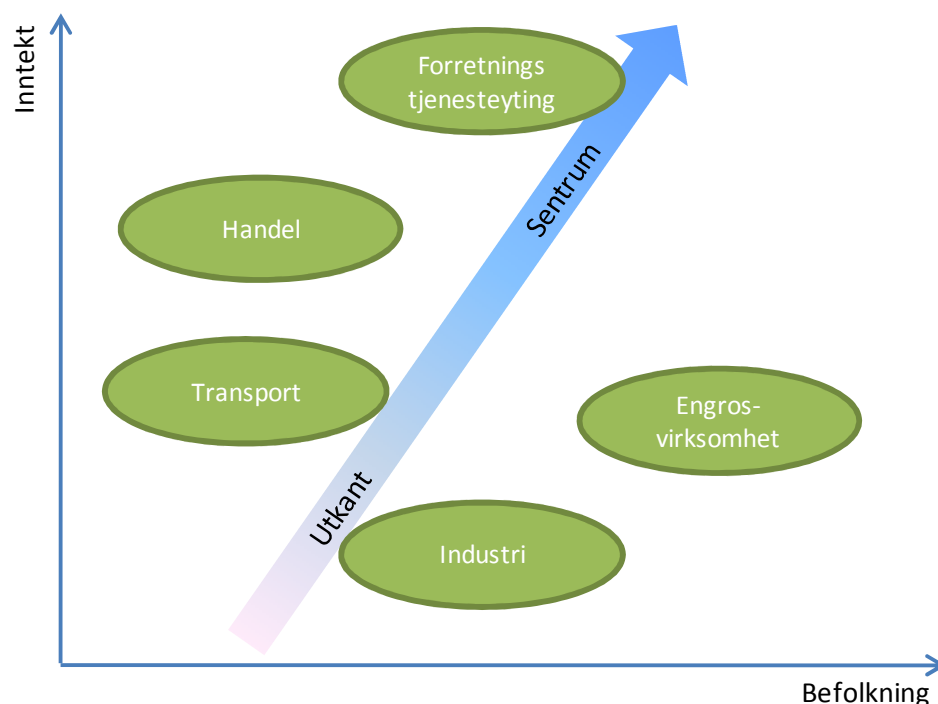 Inntekt
Forretnings
tjenesteyting
Sentrum
Handel
Transport
Engros-
virksomhet
Utkant
Industri
Befolkning